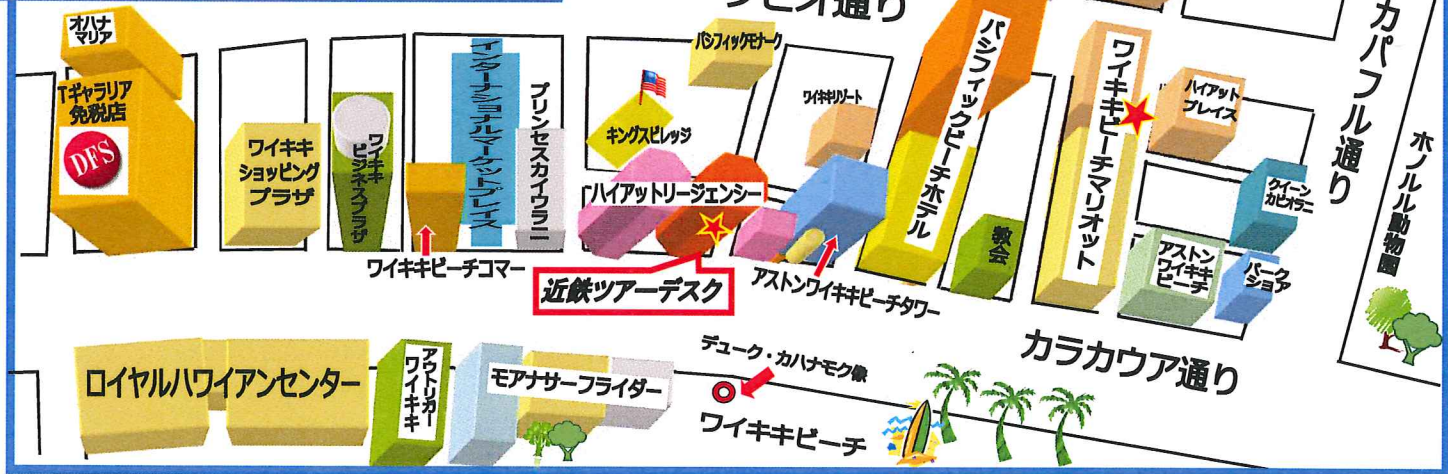 オハナ
マリア
Tギャラリア
免税店
DFS
ワイキキ
ショッピング
プラザ
ワイキキ
ビジネスプラザ
インターナショナルマーケットプレイス
プリンセスカイウラニ
ワイキキビーチコマー
パシフィックモナーク
キングスビレッジ
ワイキキリゾート
ハイアットリージェンシー
近鉄ツアーデスク
アストンワイキキビーチタワー
パシフィックビーチホテル
教会
ワイキキビーチマリオット
ハイアット
プレイス
クイーン
カピオラニ
アストン
ワイキキ
ビーチ
パーク
ショア
カパフル通り
ホノルル動物園
カラカウア通り
ロイヤルハワイアンセンター
アウトリガー
ワイキキ
モアナサーフライダー
デューク・カハナモク像
ワイキキビーチ